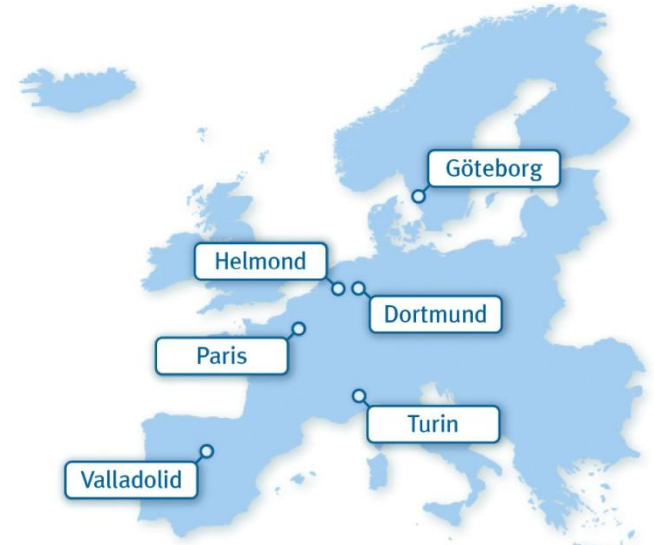 Göteborg
Helmond
Dortmund
Paris
Turin
Valladolid